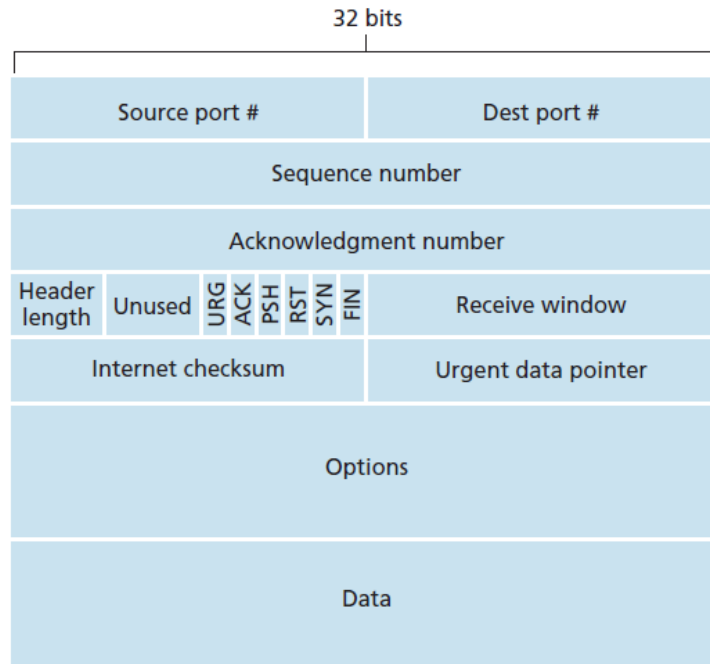 32 bits
Source port # Dest port #
Sequence number
Acknowledgment number
Header length Unused URG ACK PSH RST SYN FIN Receive window
Internet checksum Urgent data pointer
Options
Data